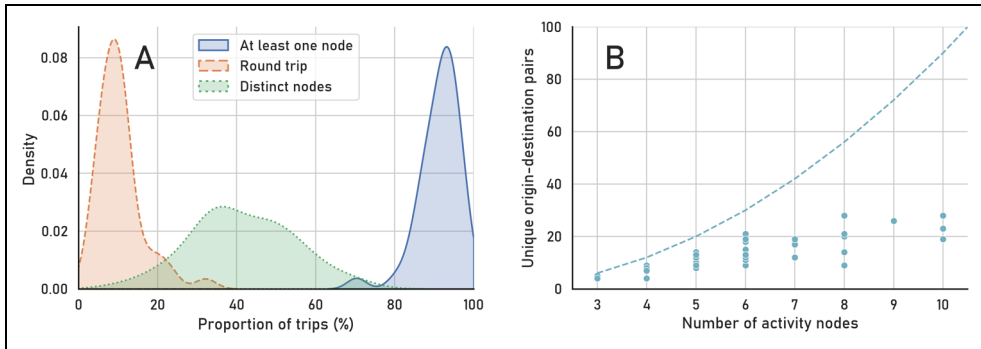 A
At least one node
Round trip
Distinct nodes
Density
0.08
0.06
0.04
0.02
0.00
0
20
40
60
80
100
Proportion of trips (%)
B
Unique origin-destination pairs
100
80
60
40
20
0
3
4
5
6
7
8
9
10
Number of activity nodes